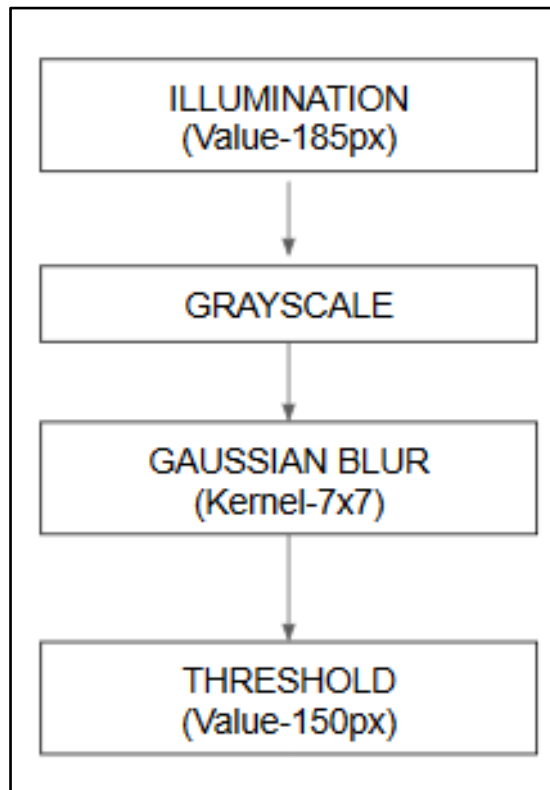 ILLUMINATION
(Value-185px)
GRAYSCALE
GAUSSIAN BLUR
(Kernel-7x7)
THRESHOLD
(Value-150px)